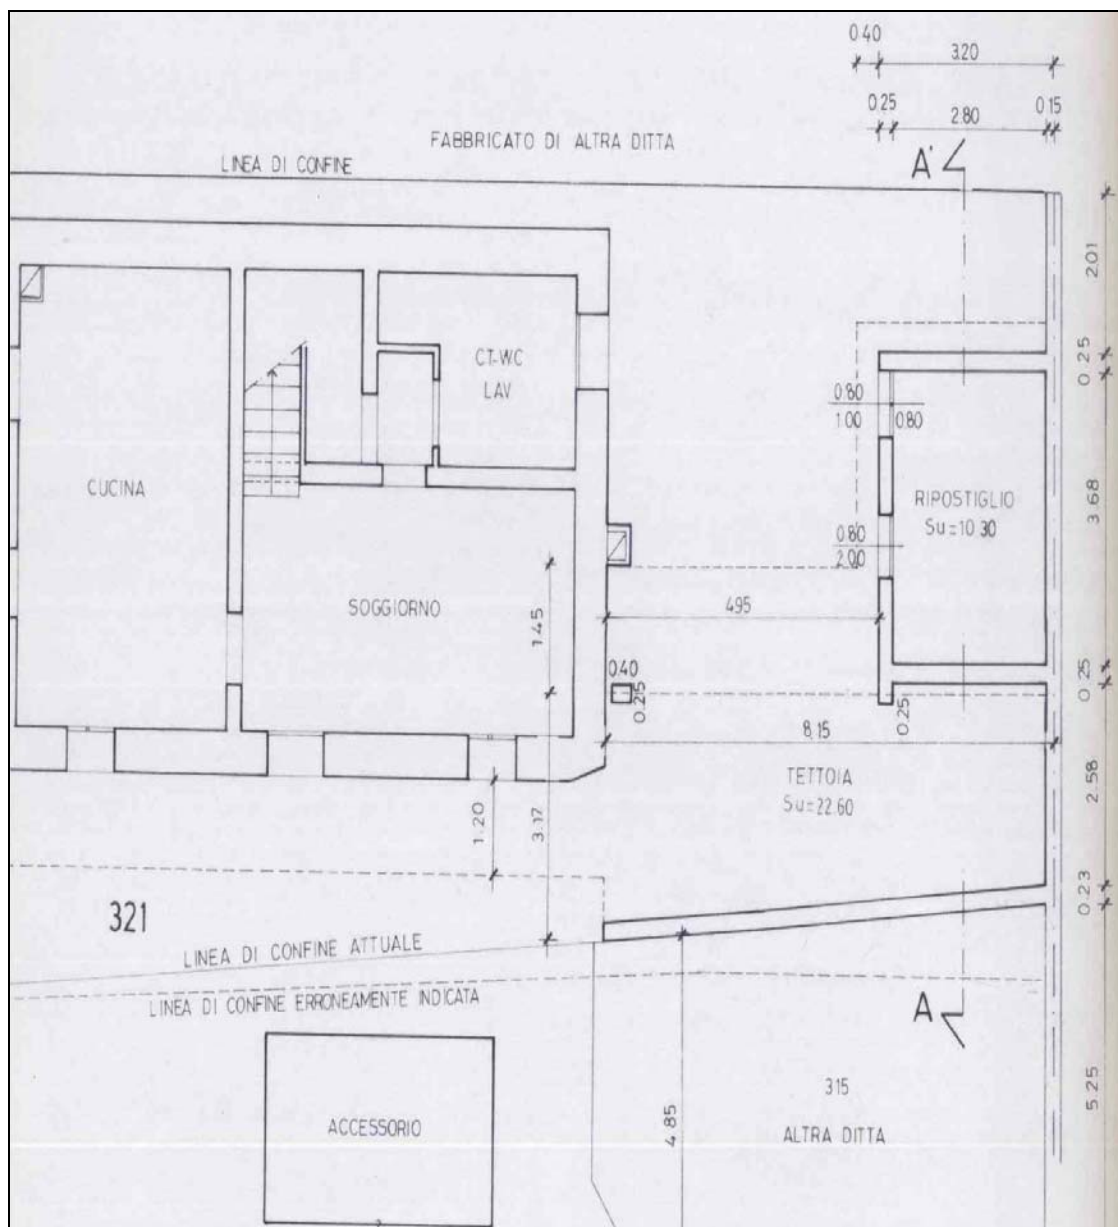 0.40
3.20
0.25
2.80
0.15
FABBRICATO DI ALTRA DITTA
LINEA DI CONFINE
A'
2.01
0.25
CT-WC
LAV
0.80
1.00
0.80
CUCINA
RIPOSTIGLIO
Su=10.30
3.68
0.80
2.00
SOGGIORNO
1.45
4.95
0.40
0.25
0.25
0.25
8.15
TETTOIA
Su=22.60
2.58
1.20
3.17
0.23
321
LINEA DI CONFINE ATTUALE
LINEA DI CONFINE ERRONEAMENTE INDICATA
A
315
ALTRA DITTA
ACCESSORIO
4.85
5.25